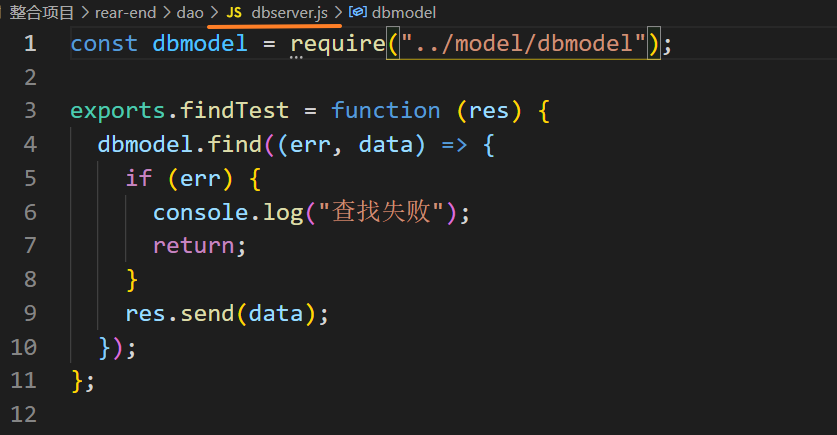 整合项目 > rear-end > dao > JS dbserver.js > dbmodel
1 const dbmodel = require("../model/dbmodel");
2
3 exports.findTest = function (res) {
4   dbmodel.find((err, data) => {
5     if (err) {
6       console.log("查找失败");
7       return;
8     }
9     res.send(data);
10   });
11 };
12